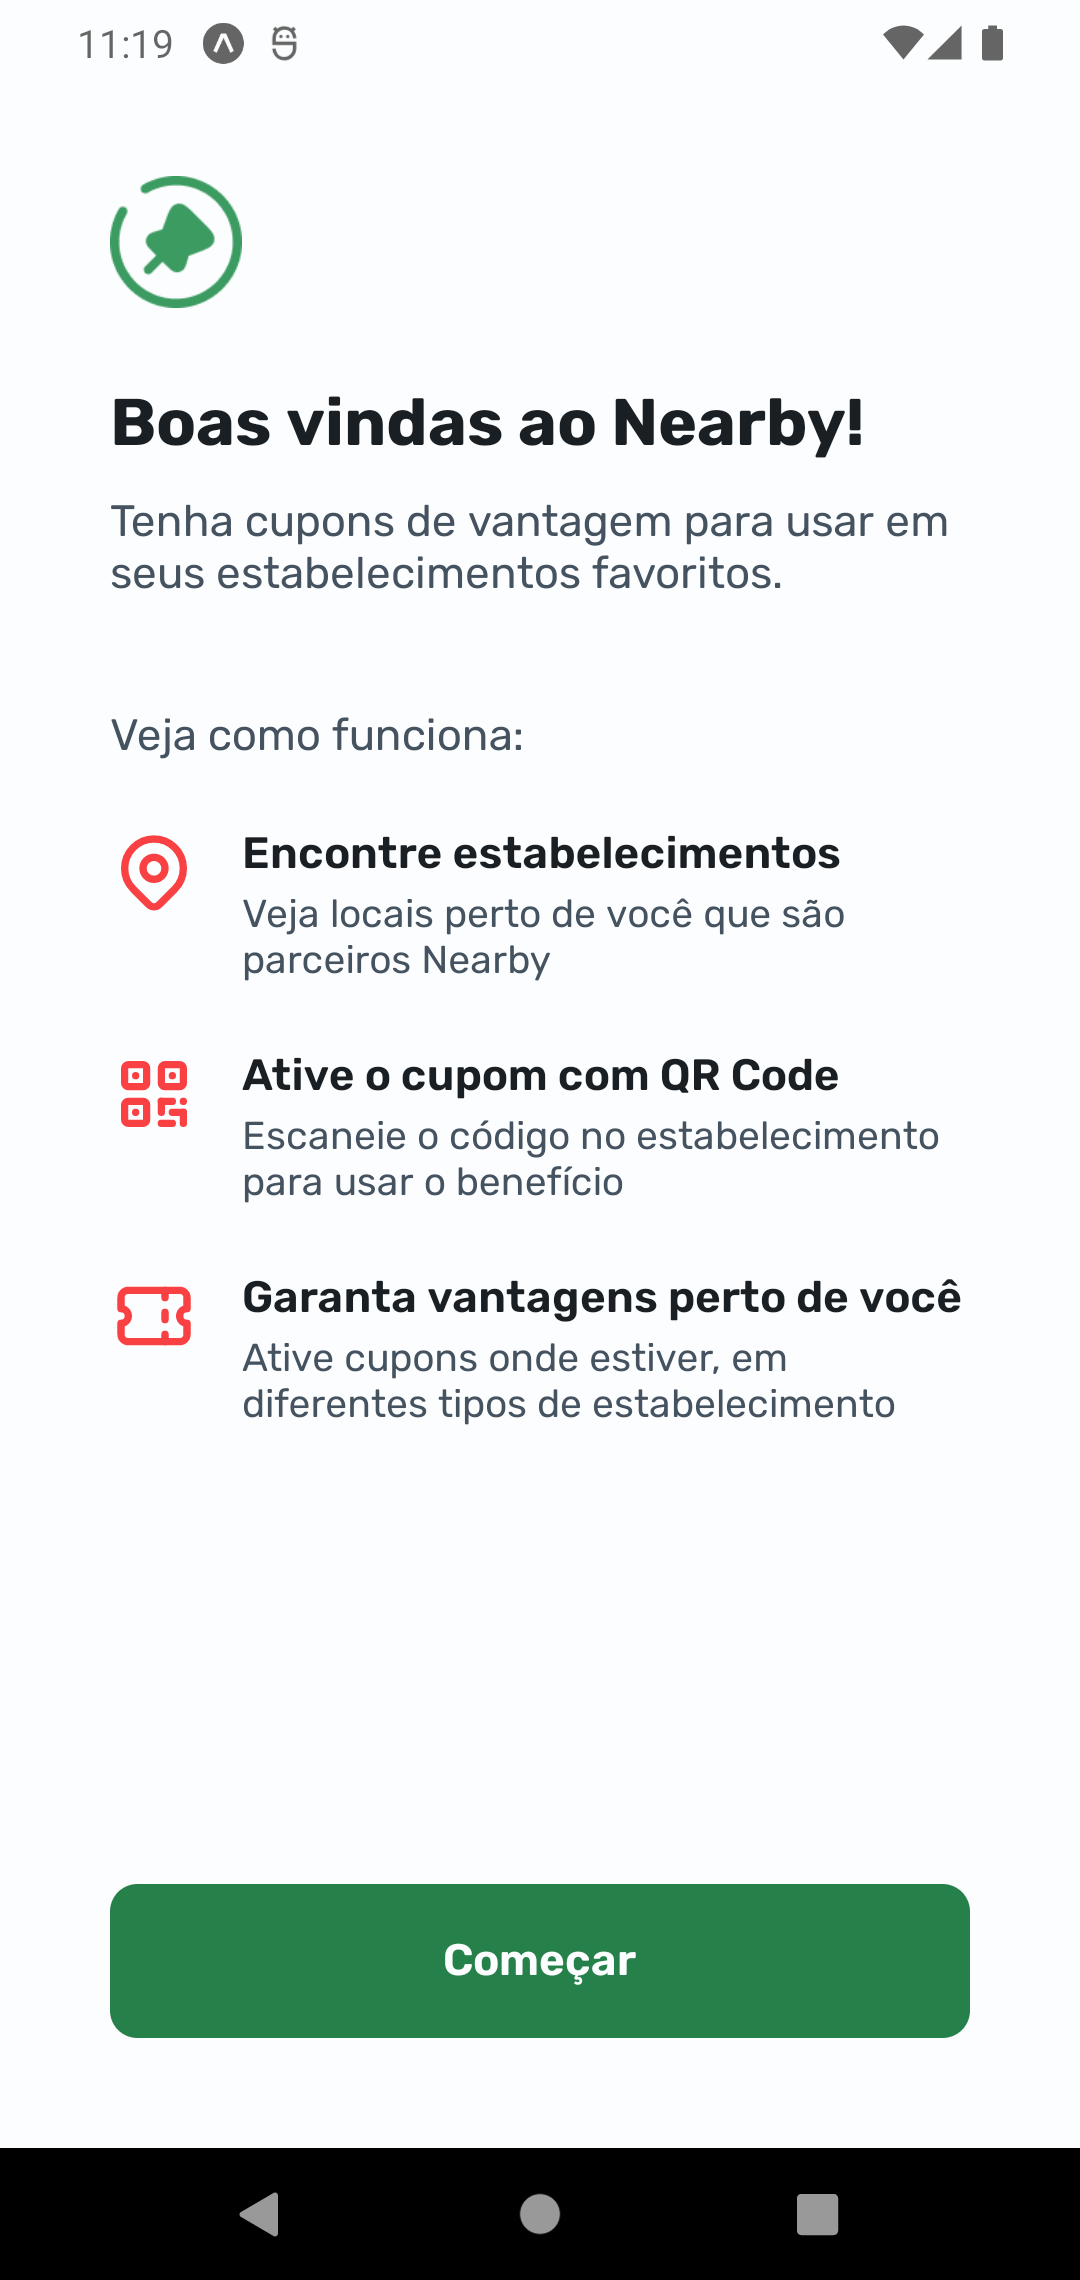 11:19
Boas vindas ao Nearby!
Tenha cupons de vantagem para usar em
seus estabelecimentos favoritos.
Veja como funciona:
Encontre estabelecimentos
Veja locais perto de você que são
parceiros Nearby
Ative o cupom com QR Code
Escaneie o código no estabelecimento
para usar o benefício
Garanta vantagens perto de você
Ative cupons onde estiver, em
diferentes tipos de estabelecimento
Começar